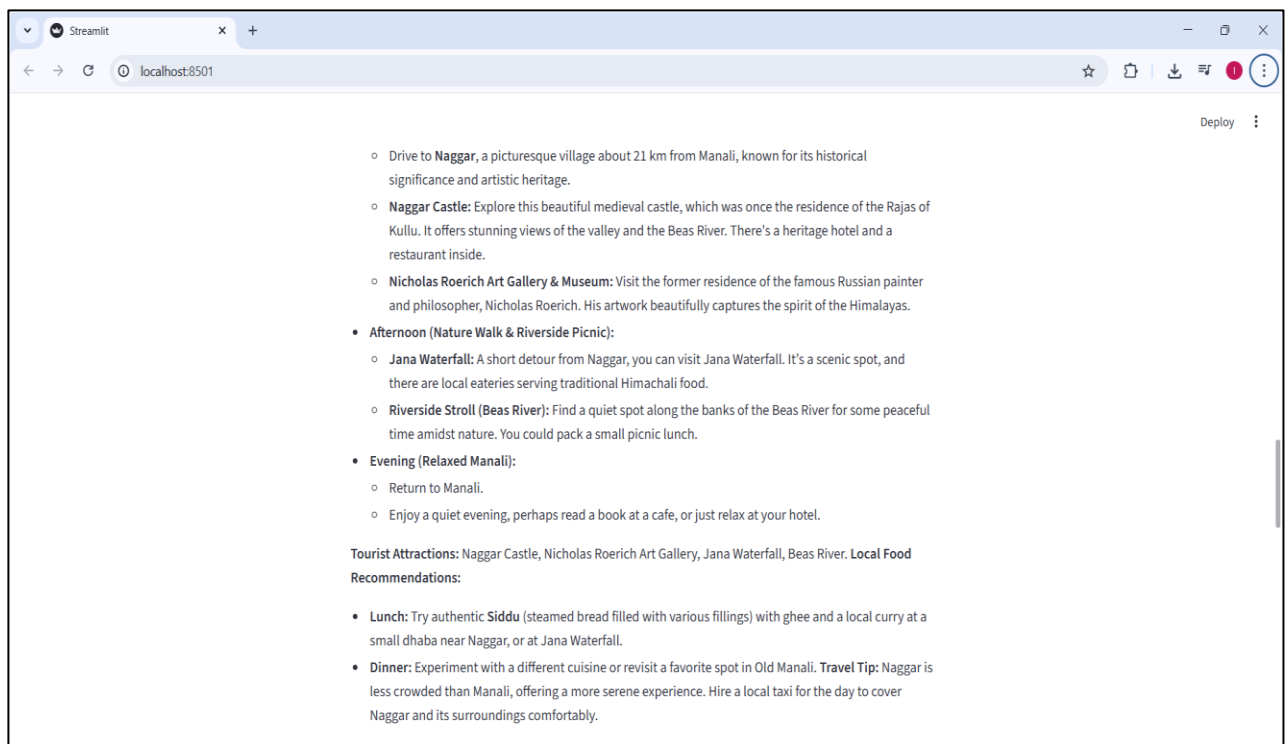 Streamlit
localhost:8501
I
Deploy
Drive to Naggar, a picturesque village about 21 km from Manali, known for its historical
significance and artistic heritage.
Naggar Castle: Explore this beautiful medieval castle, which was once the residence of the Rajas of
Kullu. It offers stunning views of the valley and the Beas River. There's a heritage hotel and a
restaurant inside.
Nicholas Roerich Art Gallery & Museum: Visit the former residence of the famous Russian painter
and philosopher, Nicholas Roerich. His artwork beautifully captures the spirit of the Himalayas.
Afternoon (Nature Walk & Riverside Picnic):
Jana Waterfall: A short detour from Naggar, you can visit Jana Waterfall. It's a scenic spot, and
there are local eateries serving traditional Himachali food.
Riverside Stroll (Beas River): Find a quiet spot along the banks of the Beas River for some peaceful
time amidst nature. You could pack a small picnic lunch.
Evening (Relaxed Manali):
Return to Manali.
Enjoy a quiet evening, perhaps read a book at a cafe, or just relax at your hotel.
Tourist Attractions: Naggar Castle, Nicholas Roerich Art Gallery, Jana Waterfall, Beas River. Local Food
Recommendations:
Lunch: Try authentic Siddu (steamed bread filled with various fillings) with ghee and a local curry at a
small dhaba near Naggar, or at Jana Waterfall.
Dinner: Experiment with a different cuisine or revisit a favorite spot in Old Manali. Travel Tip: Naggar is
less crowded than Manali, offering a more serene experience. Hire a local taxi for the day to cover
Naggar and its surroundings comfortably.